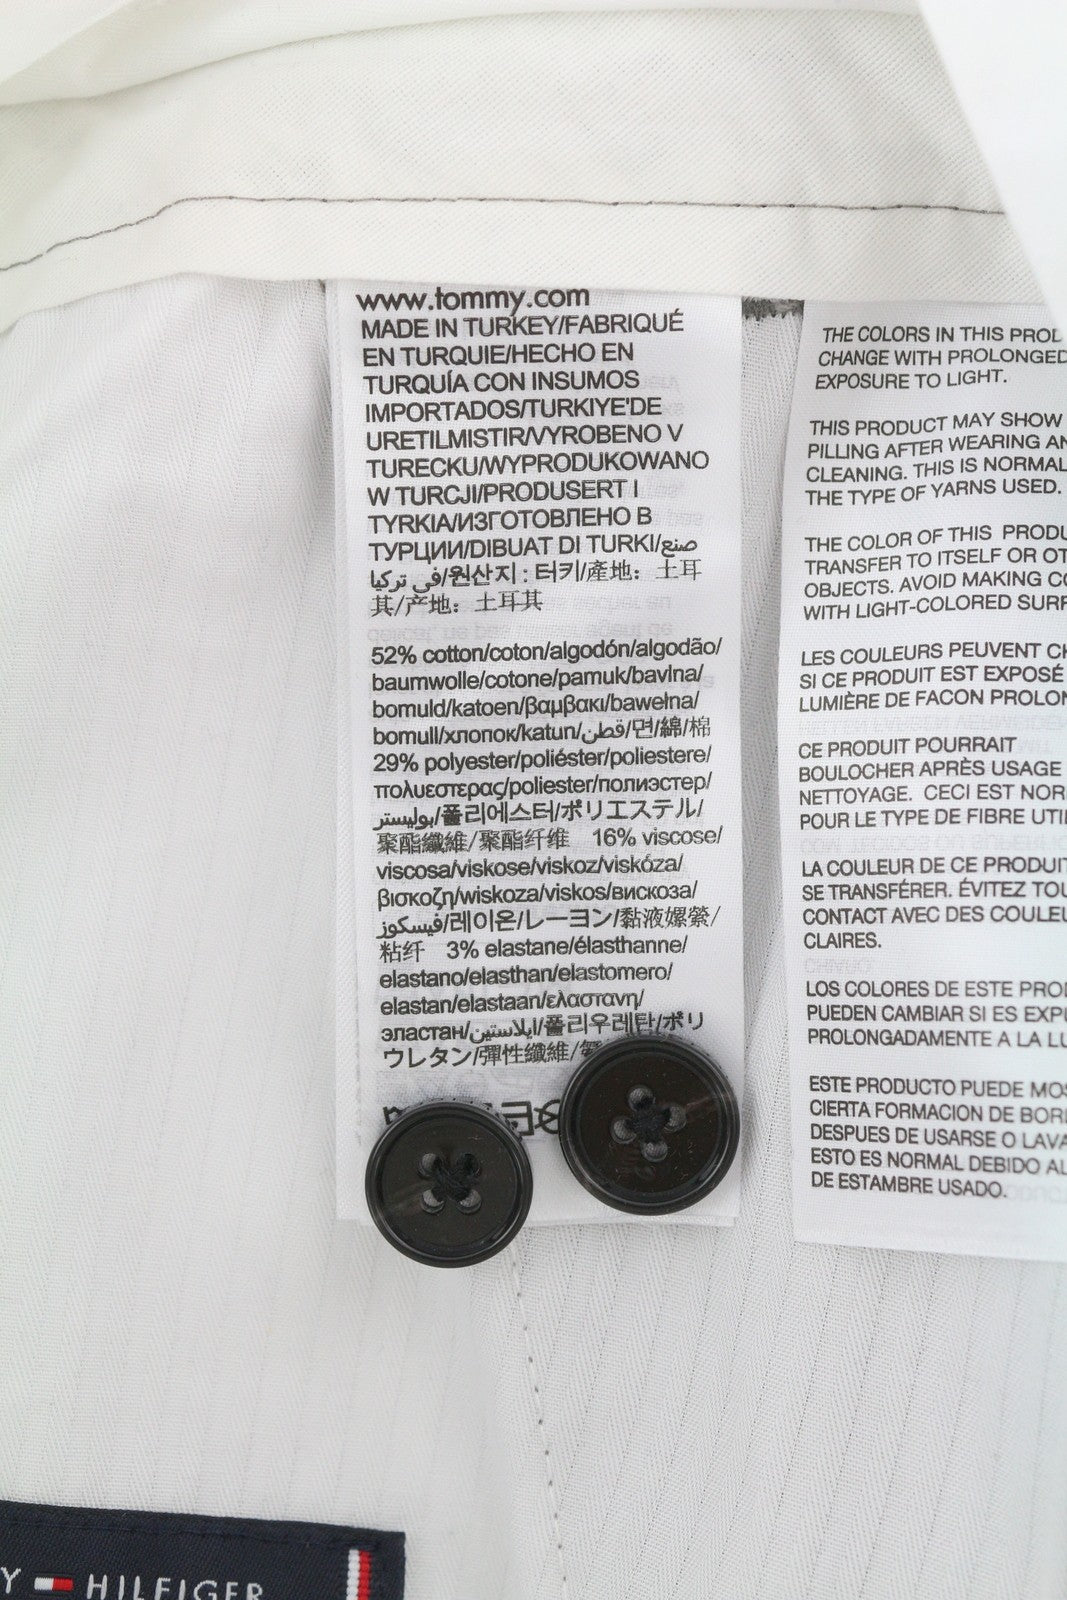 www.tommy.com
MADE IN TURKEY/FABRIQUÉ
EN TURQUIE/HECHO EN
TURQUÍA CON INSUMOS
IMPORTADOS/TURKIYE'DE
URETILMISTIR/VYROBENO V
TURECKU/WYPRODUKOWANO
W TURCJI/PRODUSERT I
TYRKIA/ИЗГОТОВЛЕНО В
ТУРЦИИ/DIBUAT DI TURKI/صنع
في تركيا/원산지 : 터키/產地： 土耳
其/产地：土耳其
52% cotton/coton/algodón/algodão/
baumwolle/cotone/pamuk/bavlna/
bomuld/katoen/βαμβακι/bawełna/
bomull/хлопок/katun/قطن/면/綿/棉
29% polyester/poliéster/poliestere/
πολυεστερας/poliester/полиэстер/
بوليستر/폴리에스터/ポリエステル/
聚酯纖維/聚酯纤维 16% viscose/
viscosa/viskose/viskoz/viskóza/
βισκοζη/wiskoza/viskos/вискоза/
فيسكوز/레이온/レーヨン/黏液嫘縈/
粘纤 3% elastane/élasthanne/
elastano/elasthan/elastomero/
elastan/elastaan/ελαστανη/
эластан/ايلاستين/폴리우레탄/ポリ
ウレタン/彈性纖維/
THE COLORS IN THIS PROD
CHANGE WITH PROLONGED
EXPOSURE TO LIGHT.
THIS PRODUCT MAY SHOW
PILLING AFTER WEARING AN
CLEANING. THIS IS NORMAL
THE TYPE OF YARNS USED.
THE COLOR OF THIS PRODU
TRANSFER TO ITSELF OR OT
OBJECTS. AVOID MAKING CO
WITH LIGHT-COLORED SURF
LES COULEURS PEUVENT CH
SI CE PRODUIT EST EXPOSÉ
LUMIÈRE DE FACON PROLON
CE PRODUIT POURRAIT
BOULOCHER APRÈS USAGE
NETTOYAGE. CECI EST NOR
POUR LE TYPE DE FIBRE UTIL
LA COULEUR DE CE PRODUIT
SE TRANSFÉRER. ÉVITEZ TOU
CONTACT AVEC DES COULEU
CLAIRES.
LOS COLORES DE ESTE PROD
PUEDEN CAMBIAR SI ES EXPU
PROLONGADAMENTE A LA LU
ESTE PRODUCTO PUEDE MOS
CIERTA FORMACION DE BOR
DESPUES DE USARSE O LAVA
ESTO ES NORMAL DEBIDO AL
DE ESTAMBRE USADO.
Y HILFIGER